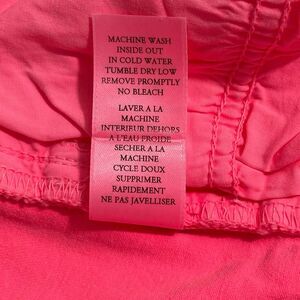 MACHINE WASH
INSIDE OUT
IN COLD WATER
TUMBLE DRY LOW
REMOVE PROMPTLY
NO BLEACH
LAVER A LA
MACHINE
INTERIEUR DEHORS
A L'EAU FROIDE
SECHER A LA
MACHINE
CYCLE DOUX
SUPPRIMER
RAPIDEMENT
NE PAS JAVELLISER